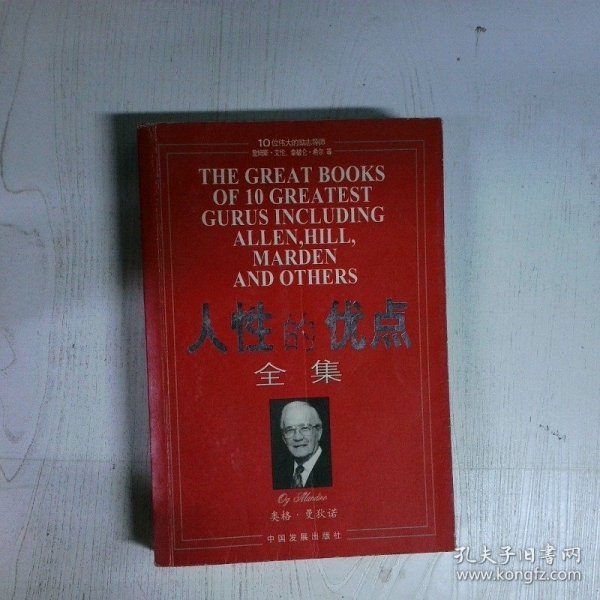 10位伟大的励志导师
詹姆斯·艾伦、拿破仑·希尔 等
THE GREAT BOOKS
OF 10 GREATEST
GURUS INCLUDING
ALLEN,HILL,
MARDEN
AND OTHERS
人性的优点
全集
Og Mandino
奥格·曼狄诺
中国发展出版社
孔夫子旧书网
www.kongfz.com